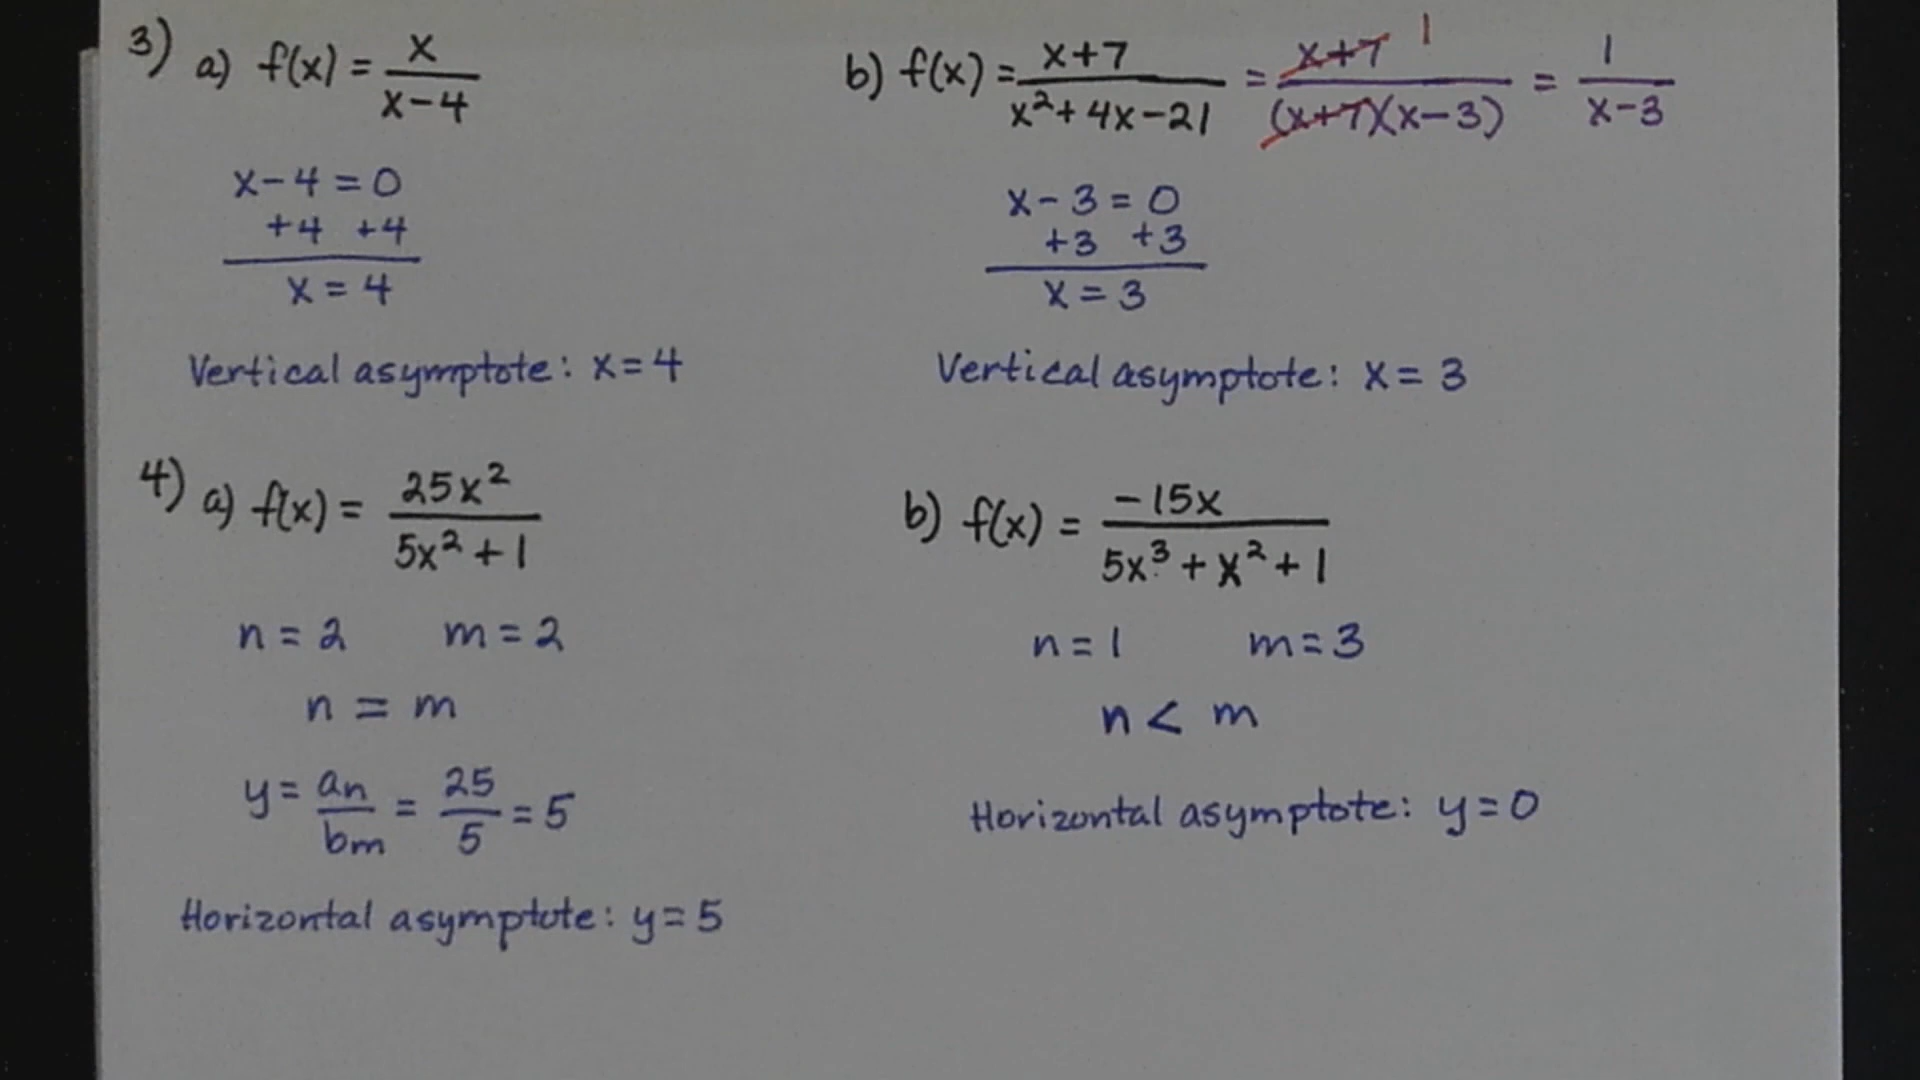 3) a) f(x) = x / (x-4)
x-4 = 0
+4 +4
x = 4
Vertical asymptote: x=4
b) f(x) = (x+7) / (x²+4x-21) = (x+7) 1 / ((x+7)(x-3)) = 1 / (x-3)
x-3 = 0
+3 +3
x = 3
Vertical asymptote: x = 3
4) a) f(x) = 25x² / (5x²+1)
n = 2 m = 2
n = m
y = an / bm = 25 / 5 = 5
Horizontal asymptote: y=5
b) f(x) = -15x / (5x³+x²+1)
n = 1 m = 3
n < m
Horizontal asymptote: y=0